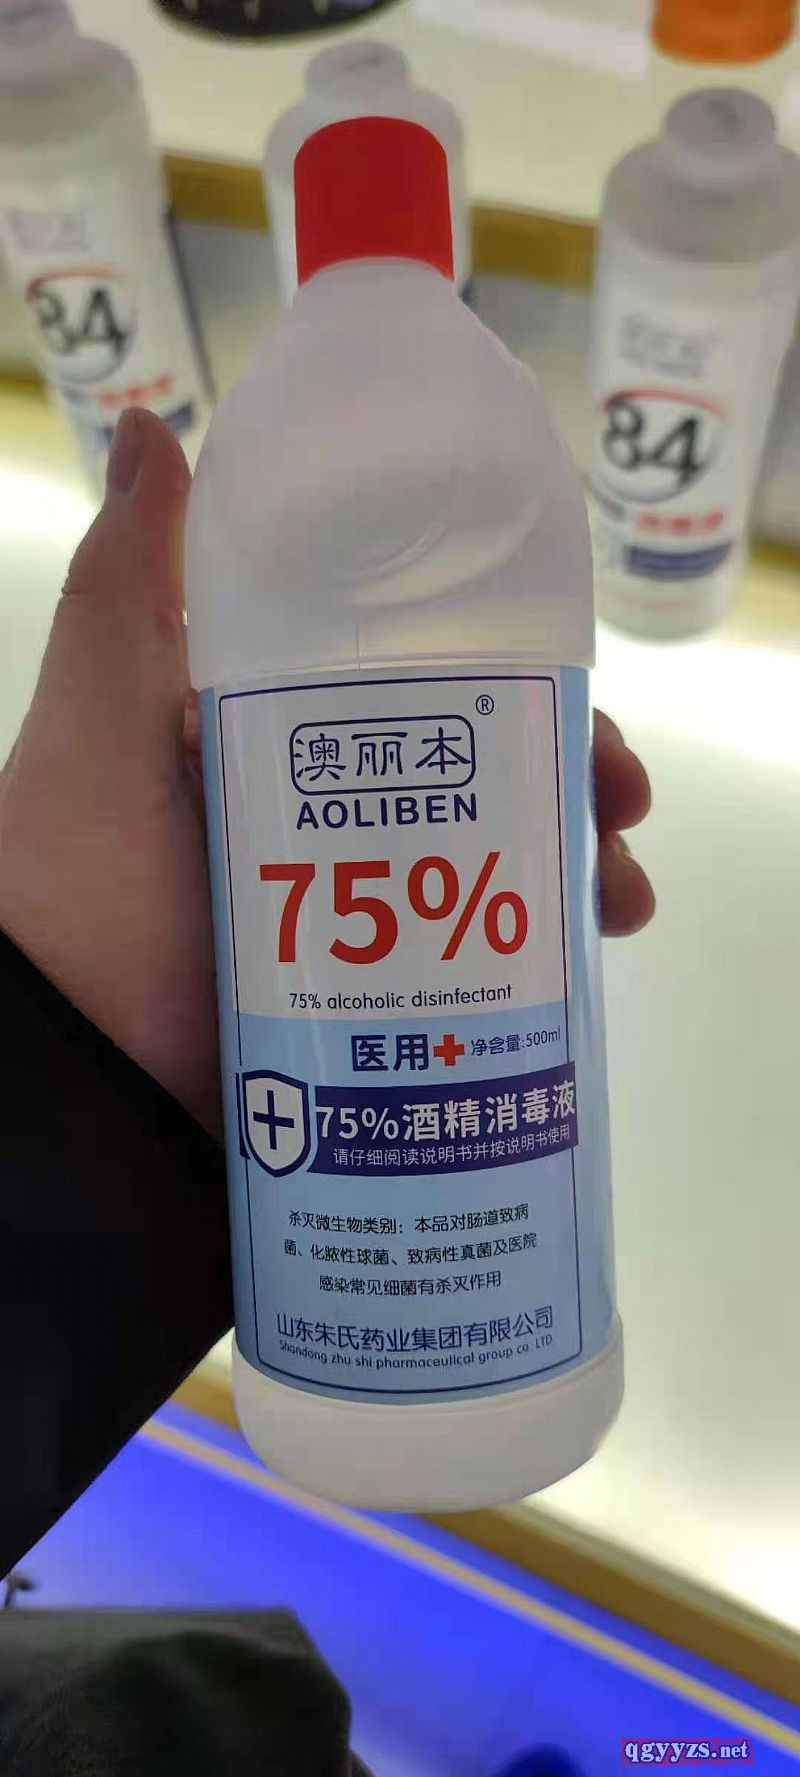 84
84
澳丽本®
AOLIBEN
75%
75% alcoholic disinfectant
医用 净含量:500ml
75%酒精消毒液
请仔细阅读说明书并按说明书使用
杀灭微生物类别：本品对肠道致病
菌、化脓性球菌、致病性真菌及医院
感染常见细菌有杀灭作用
山东朱氏药业集团有限公司
Shandong zhu shi pharmaceutical group co. LTD
qgyyzs.net